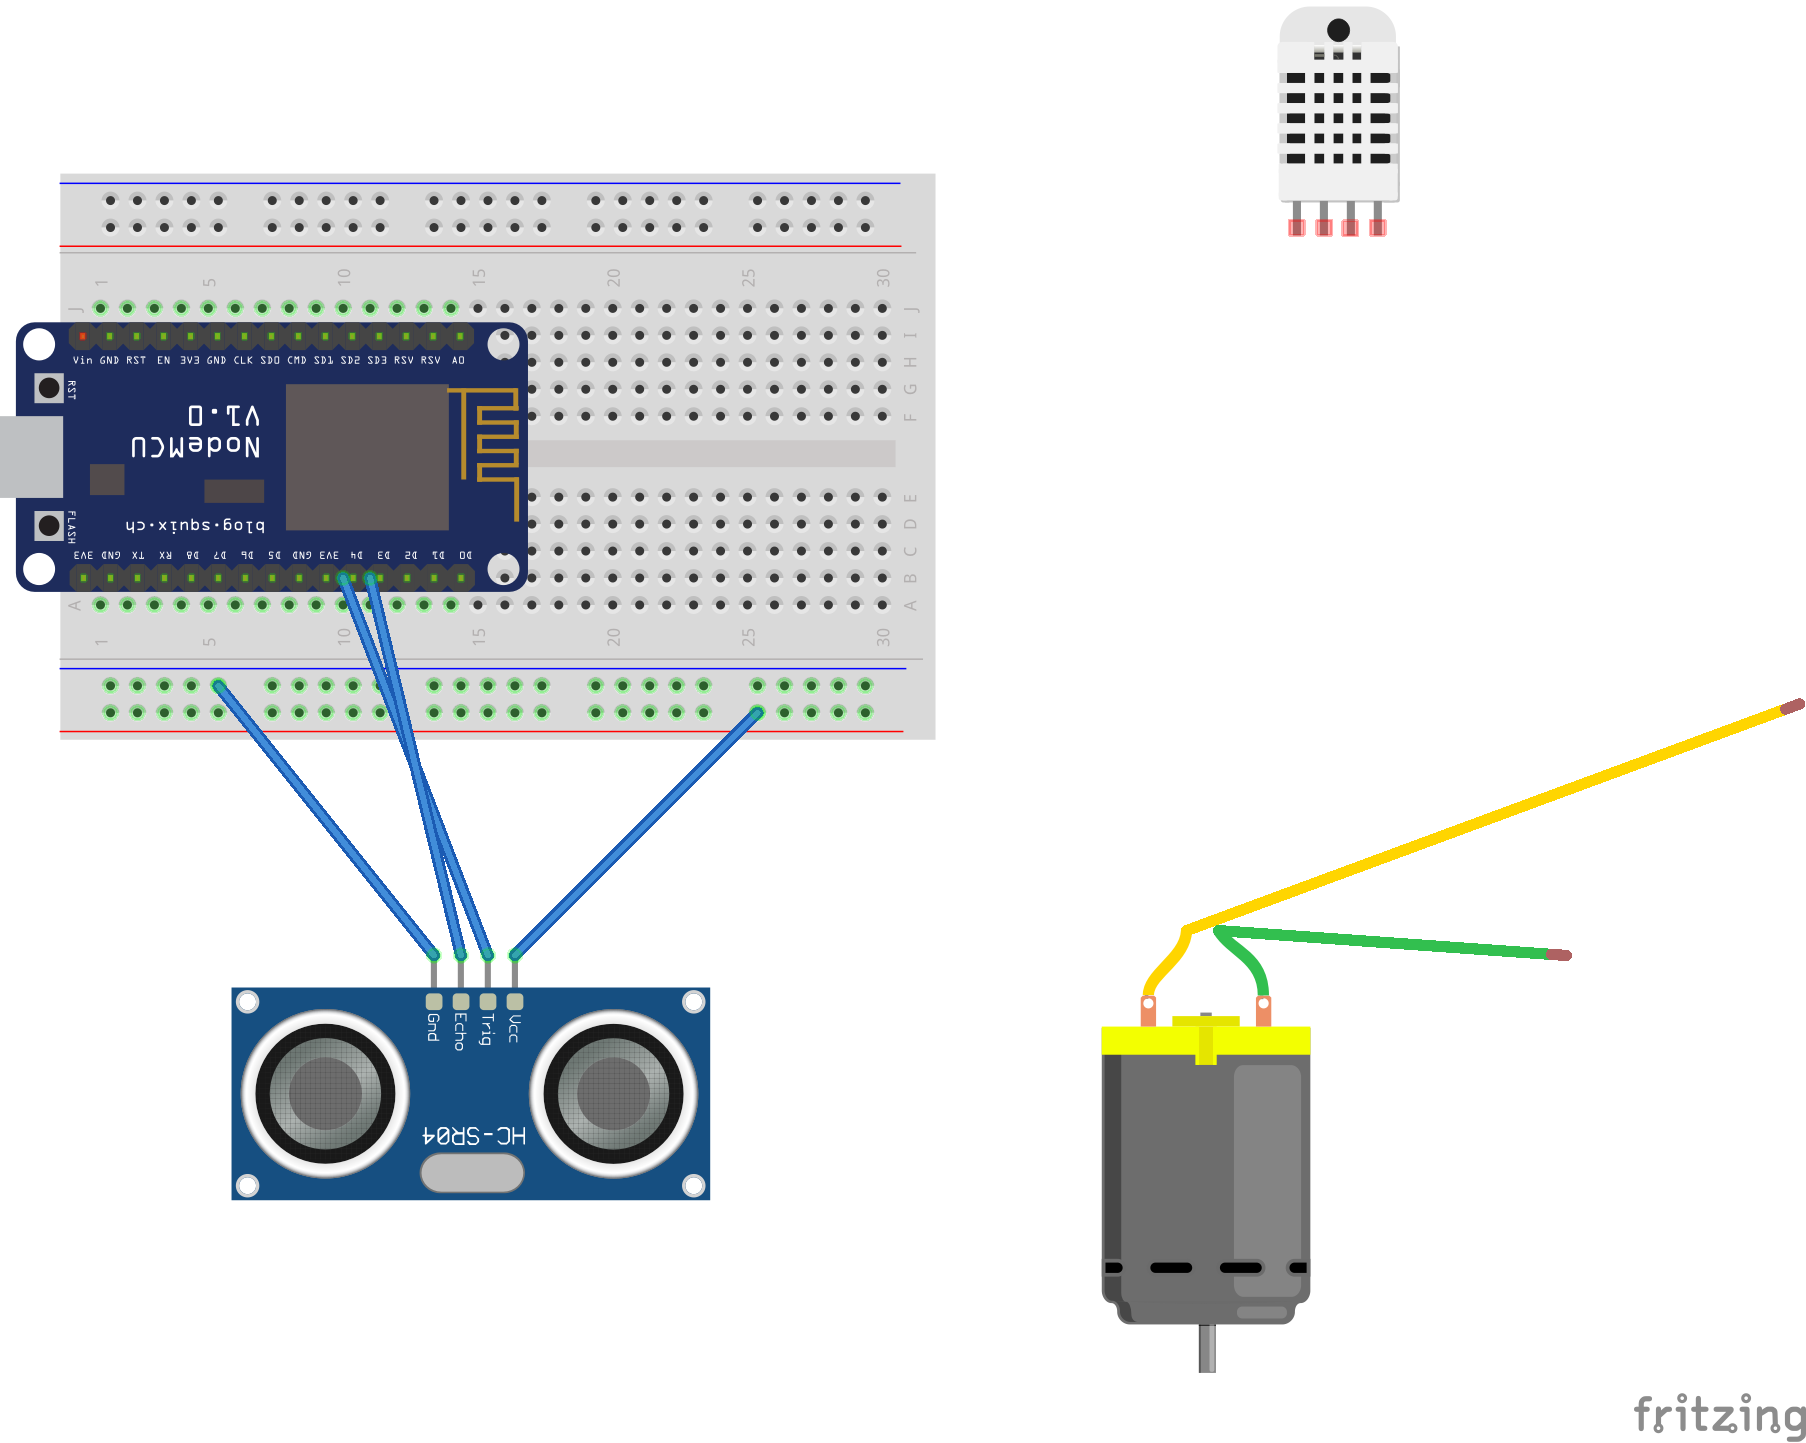 1 5 10 15 20 25 30
J J
I
H
G
F
Vin GND RST EN 3V3 GND CLK SD0 CMD SD1 SD2 SD3 RSV RSV A0
RST
V1.0
NodeMCU
blog.squix.ch
FLASH
3V3 GND TX RX D8 D7 D6 D5 GND 3V3 D4 D3 D2 D1 D0
E
D
C
B
A A
1 5 10 15 20 25 30
Gnd Echo Trig Vcc
HC-SR04
fritzing